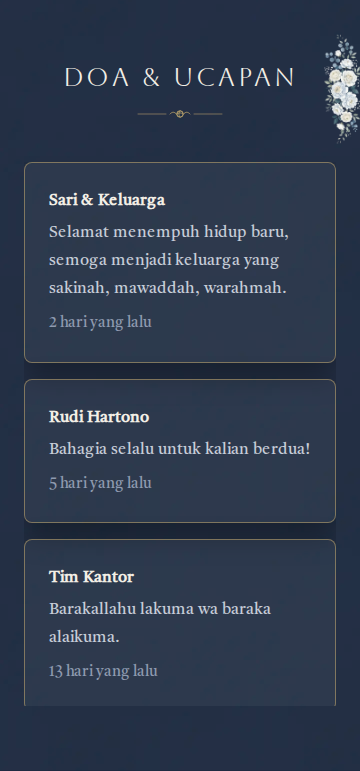 DOA & UCAPAN
Sari & Keluarga
Selamat menempuh hidup baru,
semoga menjadi keluarga yang
sakinah, mawaddah, warahmah.
2 hari yang lalu
Rudi Hartono
Bahagia selalu untuk kalian berdua!
5 hari yang lalu
Tim Kantor
Barakallahu lakuma wa baraka
alaikuma.
13 hari yang lalu